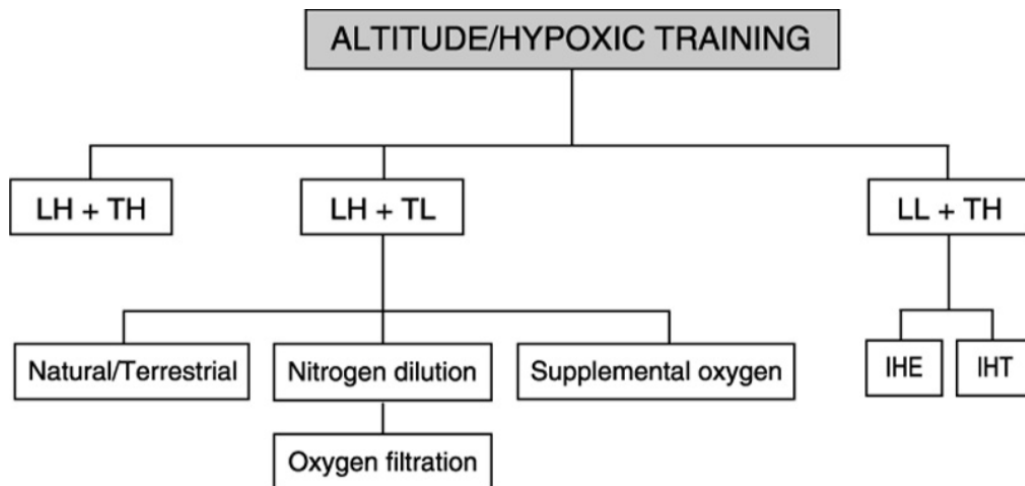 ALTITUDE/HYPOXIC TRAINING
LH + TH
LH + TL
LL + TH
Natural/Terrestrial
Nitrogen dilution
Supplemental oxygen
IHE
IHT
Oxygen filtration